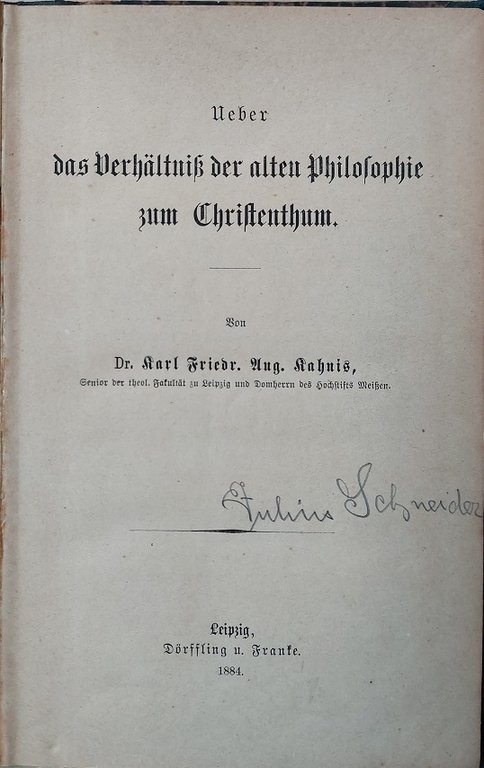 Ueber
das Verhältniß der alten Philosophie
zum Christenthum.
Von
Dr. Karl Friedr. Aug. Kahnis,
Senior der theol. Fakultät zu Leipzig und Domherrn des Hochstifts Meißen.
Julius Schneider
Leipzig,
Dörffling u. Franke.
1884.